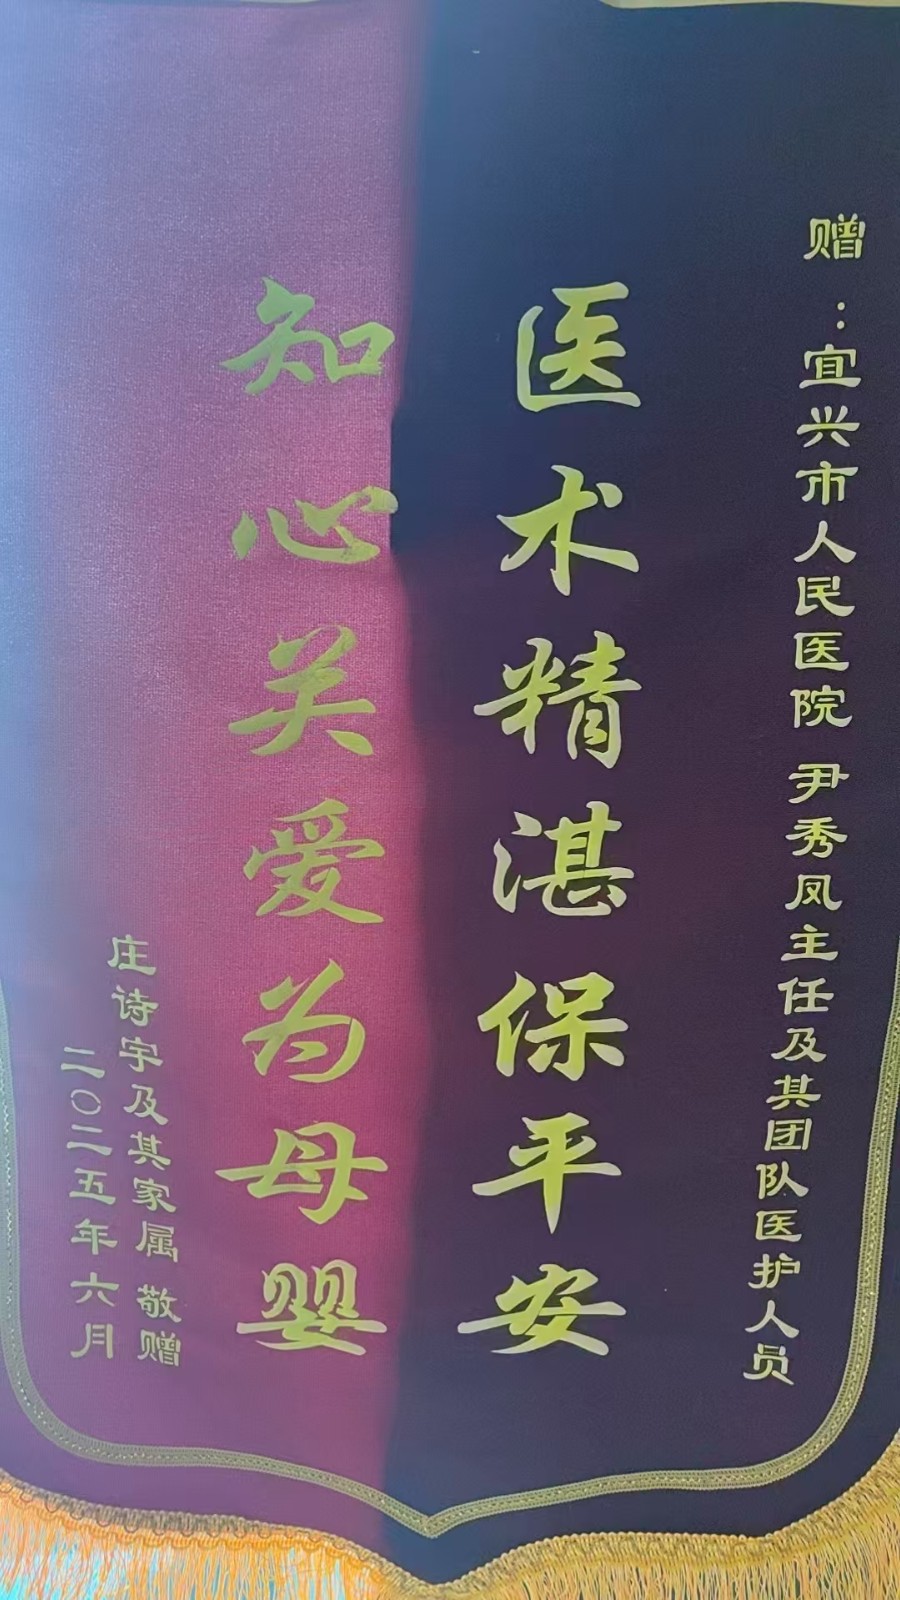 赠：宜兴市人民医院 尹秀凤主任及其团队医护人员
医术精湛保平安
知心关爱为母婴
庄诗宇及其家属 敬赠
二〇二五年六月